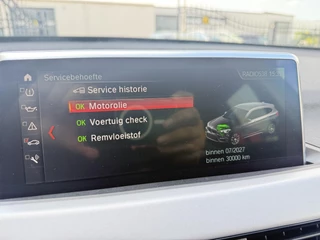 Servicebehoefte
Service historie
OK Motorolie
OK Voertuig check
OK Remvloeistof
binnen 07/2027
binnen 30000 km